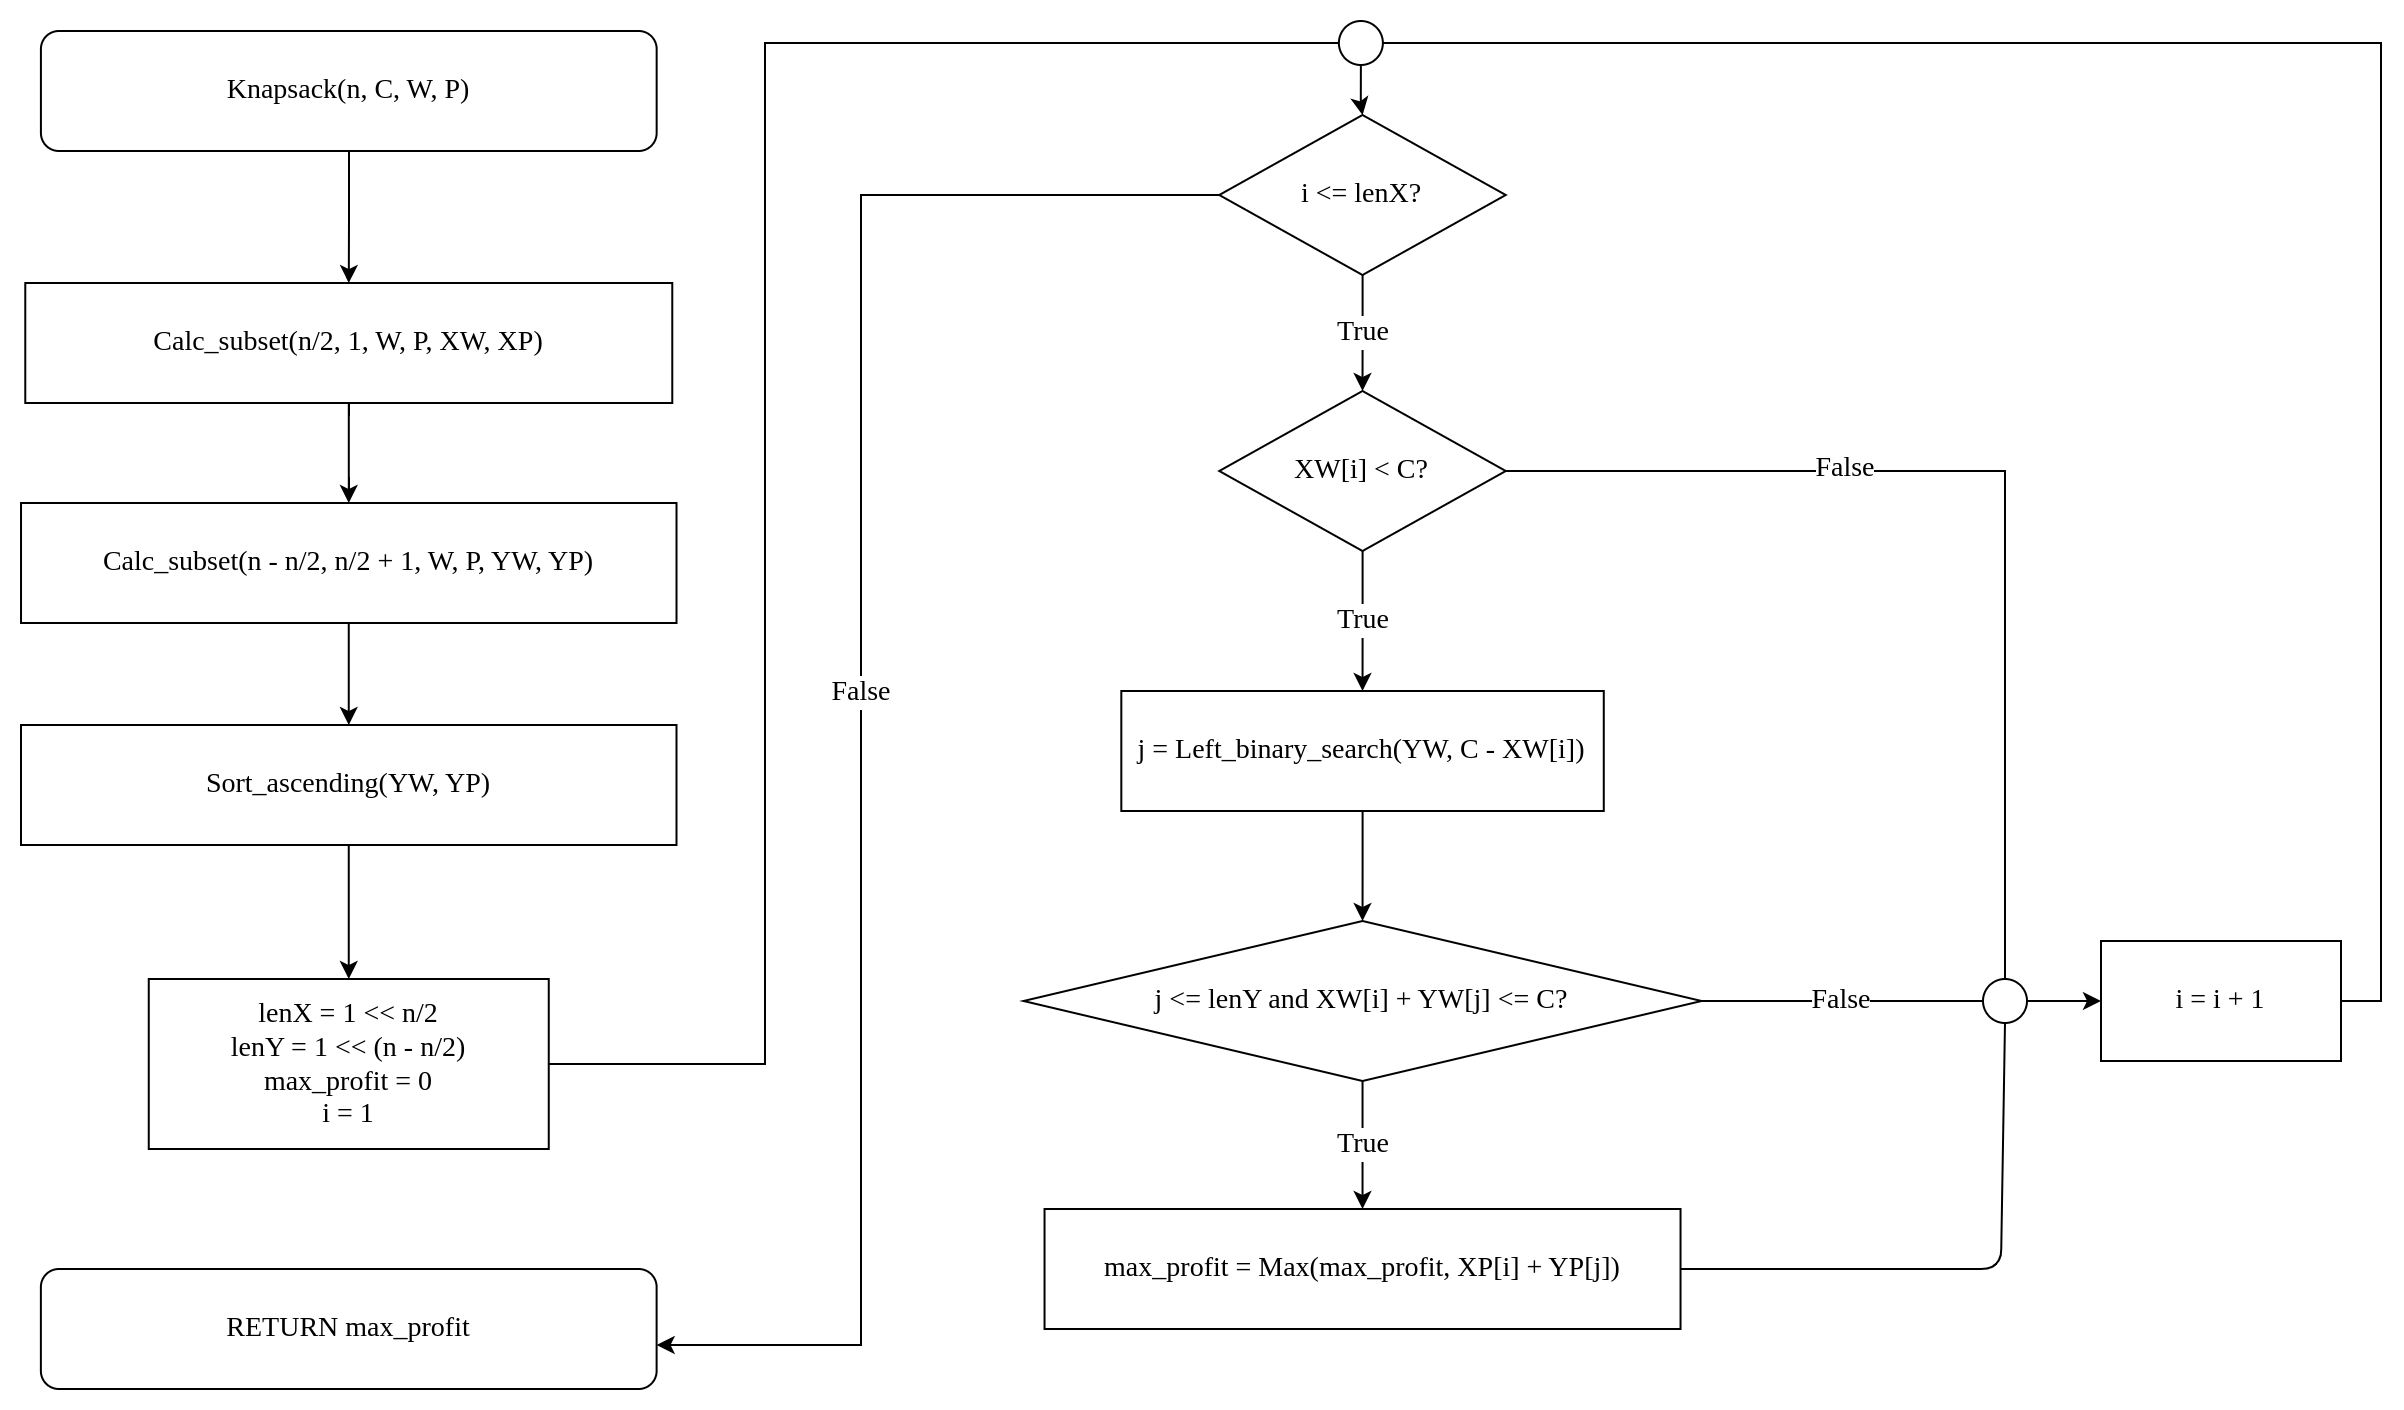 Knapsack(n, C, W, P)
Calc_subset(n/2, 1, W, P, XW, XP)
Calc_subset(n - n/2, n/2 + 1, W, P, YW, YP)
Sort_ascending(YW, YP)
lenX = 1 << n/2
lenY = 1 << (n - n/2)
max_profit = 0
i = 1
RETURN max_profit
False
i <= lenX?
True
XW[i] < C?
False
True
j = Left_binary_search(YW, C - XW[i])
j <= lenY and XW[i] + YW[j] <= C?
False
i = i + 1
True
max_profit = Max(max_profit, XP[i] + YP[j])